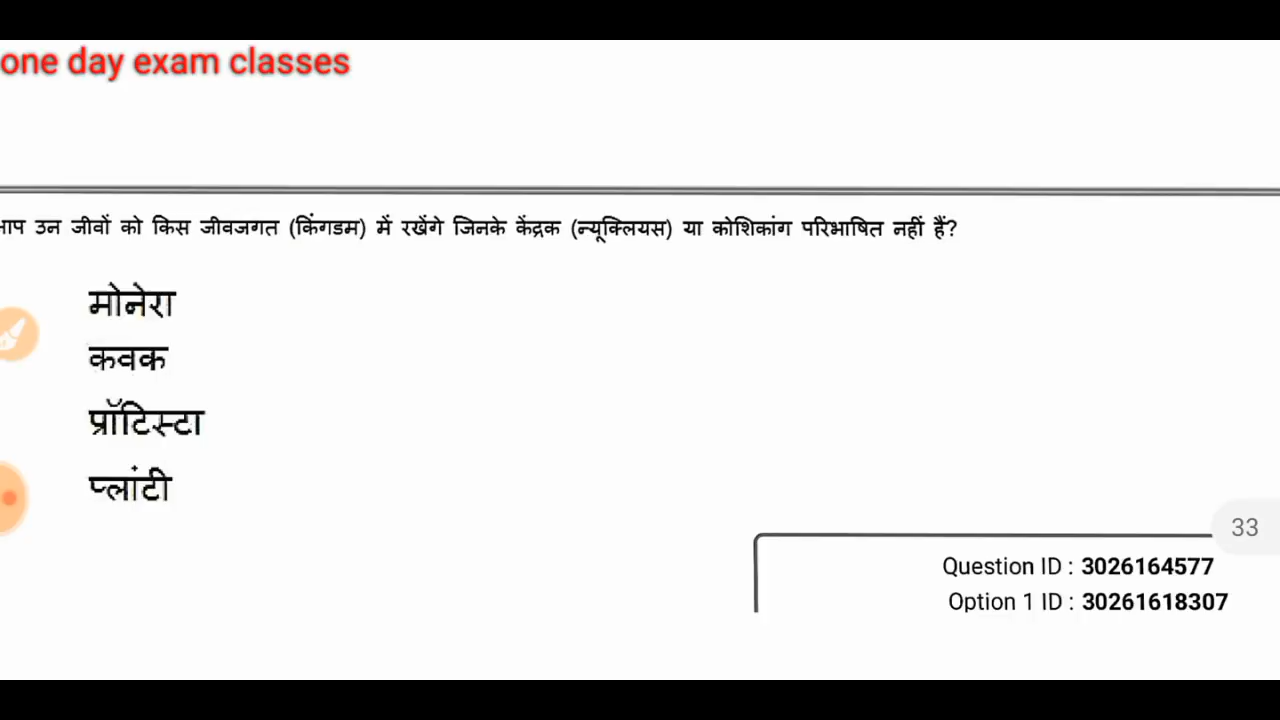 one day exam classes
उन जीवों को किस जीवजगत (किंगडम) में रखेंगे जिनके केंद्रक (न्यूक्लियस) या कोशिकांग परिभाषित नहीं हैं?
मोनेरा
कवक
प्रॉटिस्टा
प्लांटी
33
Question ID : 3026164577
Option 1 ID : 30261618307